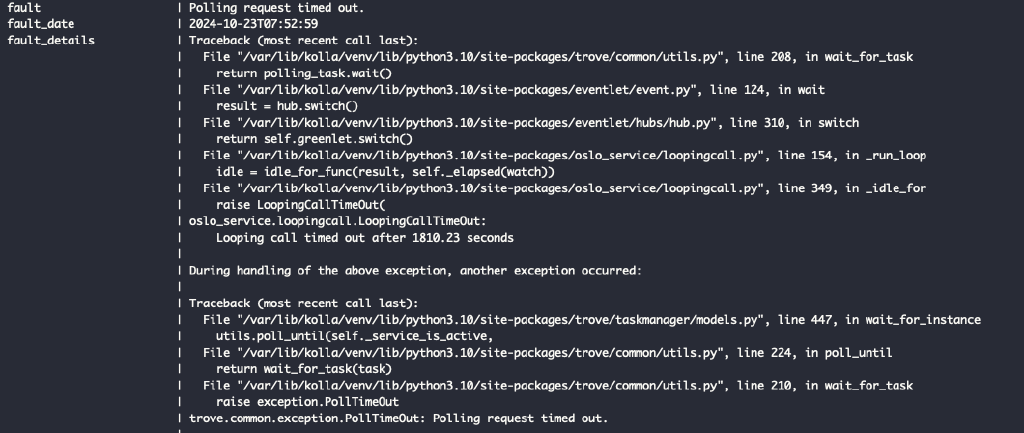 fault | Polling request timed out.
fault_date | 2024-10-23T07:52:59
fault_details | Traceback (most recent call last):
| File "/var/lib/kolla/venv/lib/python3.10/site-packages/trove/common/utils.py", line 208, in wait_for_task
| return polling_task.wait()
| File "/var/lib/kolla/venv/lib/python3.10/site-packages/eventlet/event.py", line 124, in wait
| result = hub.switch()
| File "/var/lib/kolla/venv/lib/python3.10/site-packages/eventlet/hubs/hub.py", line 310, in switch
| return self.greenlet.switch()
| File "/var/lib/kolla/venv/lib/python3.10/site-packages/oslo_service/loopingcall.py", line 154, in _run_loop
| idle = idle_for_func(result, self._elapsed(watch))
| File "/var/lib/kolla/venv/lib/python3.10/site-packages/oslo_service/loopingcall.py", line 349, in _idle_for
| raise LoopingCallTimeOut(
| oslo_service.loopingcall.LoopingCallTimeOut:
| Looping call timed out after 1810.23 seconds
|
| During handling of the above exception, another exception occurred:
|
| Traceback (most recent call last):
| File "/var/lib/kolla/venv/lib/python3.10/site-packages/trove/taskmanager/models.py", line 447, in wait_for_instance
| utils.poll_until(self._service_is_active,
| File "/var/lib/kolla/venv/lib/python3.10/site-packages/trove/common/utils.py", line 224, in poll_until
| return wait_for_task(task)
| File "/var/lib/kolla/venv/lib/python3.10/site-packages/trove/common/utils.py", line 210, in wait_for_task
| raise exception.PollTimeOut
| trove.common.exception.PollTimeOut: Polling request timed out.
|